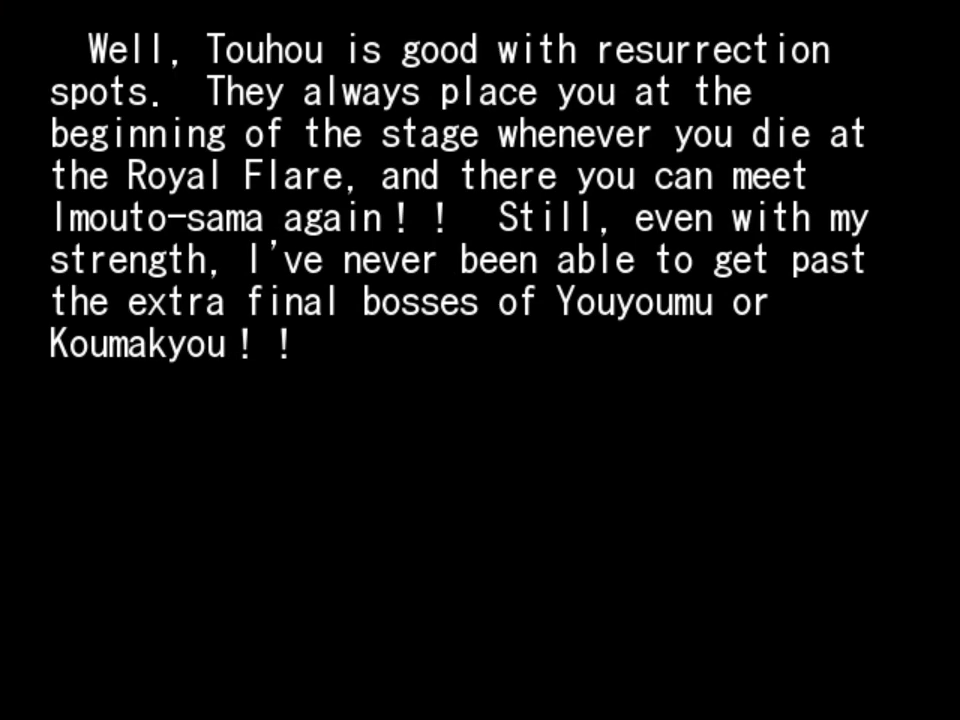 Well, Touhou is good with resurrection
spots.  They always place you at the
beginning of the stage whenever you die at
the Royal Flare, and there you can meet
Imouto-sama again！！  Still, even with my
strength, I've never been able to get past
the extra final bosses of Youyoumu or
Koumakyou！！